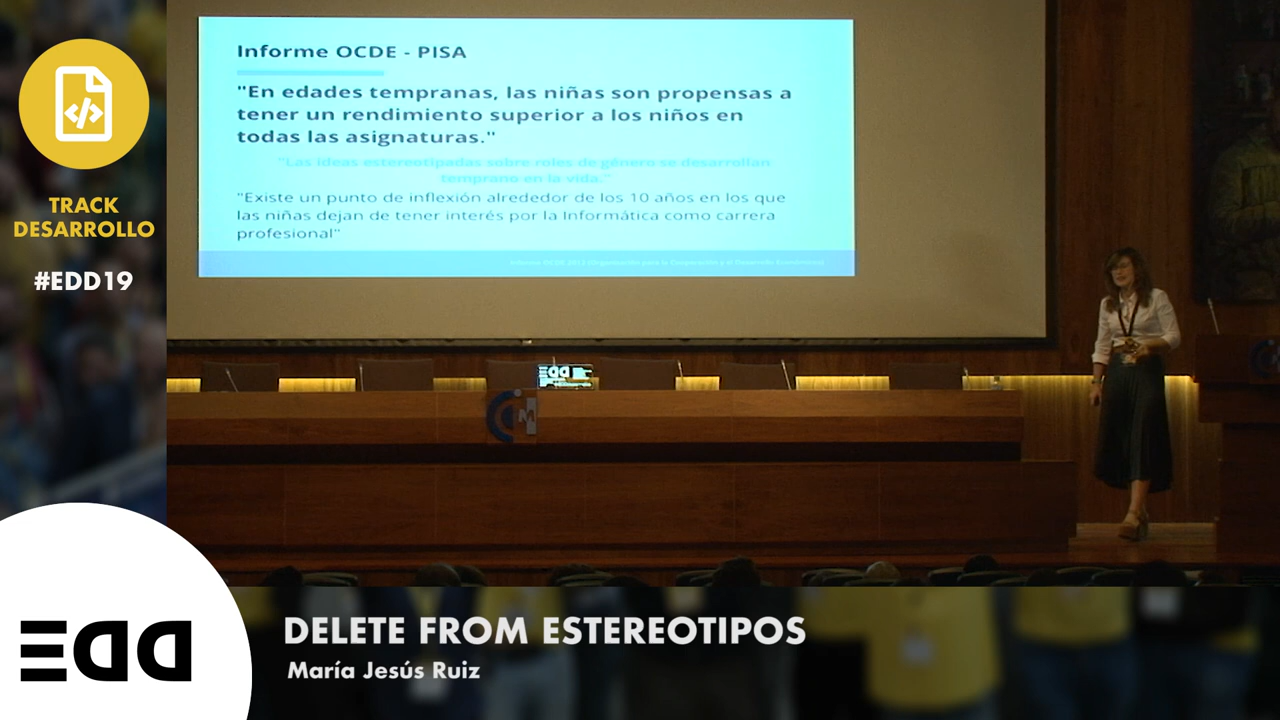 TRACK
DESARROLLO
#EDD19
Informe OCDE - PISA
"En edades tempranas, las niñas son propensas a
tener un rendimiento superior a los niños en
todas las asignaturas."
"Las ideas estereotipadas sobre roles de género se desarrollan
temprano en la vida."
"Existe un punto de inflexión alrededor de los 10 años en los que
las niñas dejan de tener interés por la Informática como carrera
profesional"
EDD
DELETE FROM ESTEREOTIPOS
María Jesús Ruiz